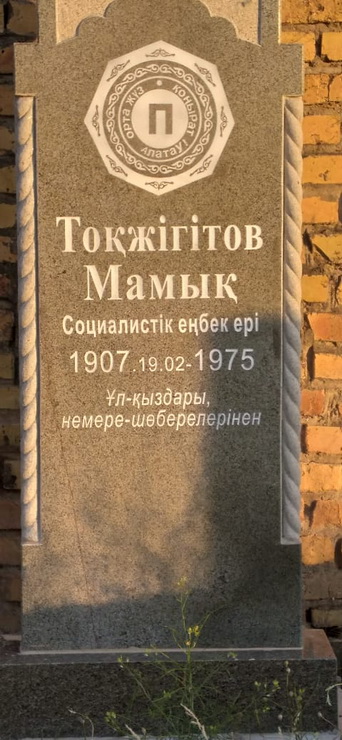 орта жүз қоңырат алатау
П
Тоқжігітов
Мамық
Социалистік еңбек ері
1907.19.02-1975
Ұл-қыздары,
немере-шөберелерінен